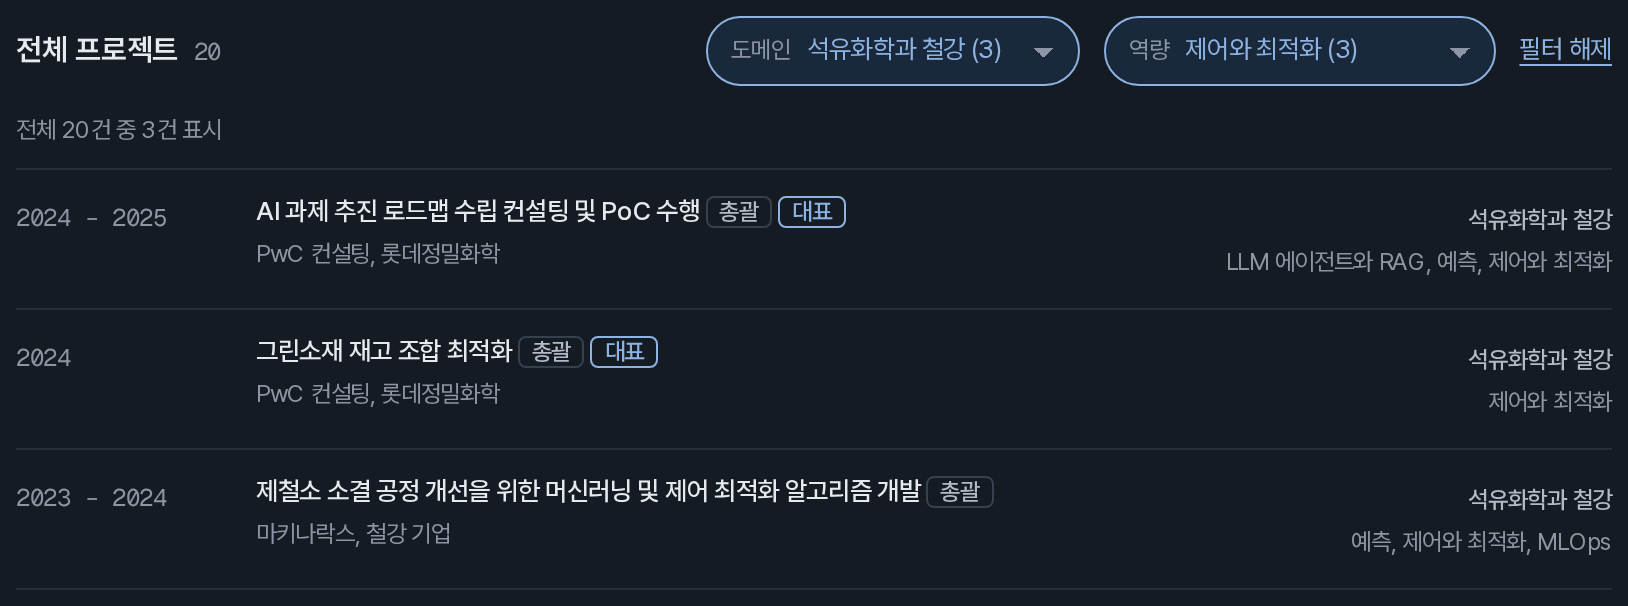 전체 프로젝트 20
도메인 석유화학과 철강 (3)
역량 제어와 최적화 (3)
필터 해제
전체 20건 중 3건 표시
2024 – 2025
AI 과제 추진 로드맵 수립 컨설팅 및 PoC 수행 총괄 대표
PwC 컨설팅, 롯데정밀화학
석유화학과 철강
LLM 에이전트와 RAG, 예측, 제어와 최적화
2024
그린소재 재고 조합 최적화 총괄 대표
PwC 컨설팅, 롯데정밀화학
석유화학과 철강
제어와 최적화
2023 – 2024
제철소 소결 공정 개선을 위한 머신러닝 및 제어 최적화 알고리즘 개발 총괄
마키나락스, 철강 기업
석유화학과 철강
예측, 제어와 최적화, MLOps